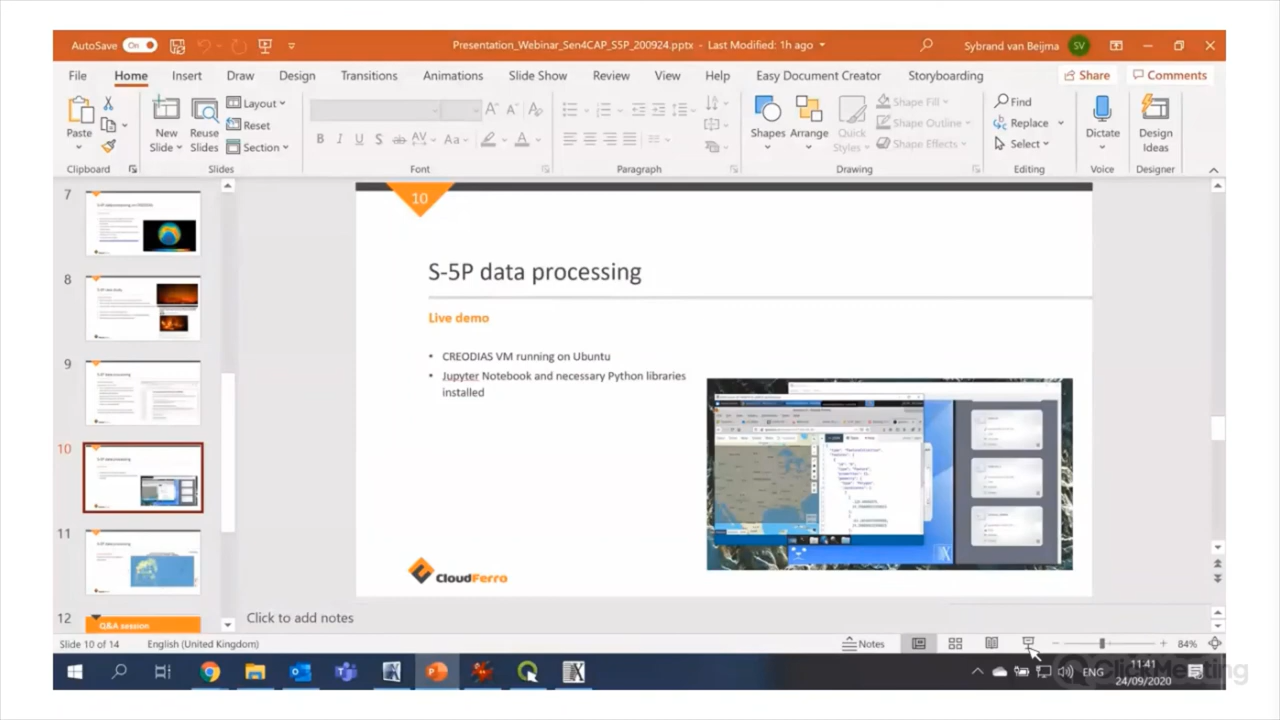 AutoSave On
Presentation_Webinar_Sen4CAP_S5P_200924.pptx - Last Modified: 1h ago
Sybrand van Beijma SV
File Home Insert Draw Design Transitions Animations Slide Show Review View Help Easy Document Creator Storyboarding
Share Comments
Paste
New
Slide
Reuse
Slides
Layout
Reset
Section
B I U S ab AV Aa A
Shapes
Arrange
Quick
Styles
Shape Fill
Shape Outline
Shape Effects
Find
Replace
Select
Dictate
Design
Ideas
Clipboard Slides Font Paragraph Drawing Editing Voice Designer
7
8
9
10
11
12
Q&A session
10
S-5P data processing
Live demo
• CREODIAS VM running on Ubuntu
• Jupyter Notebook and necessary Python libraries
installed
CloudFerro
Click to add notes
Slide 10 of 14 English (United Kingdom) Notes 84%
ENG
11:41
24/09/2020
ClickMeeting